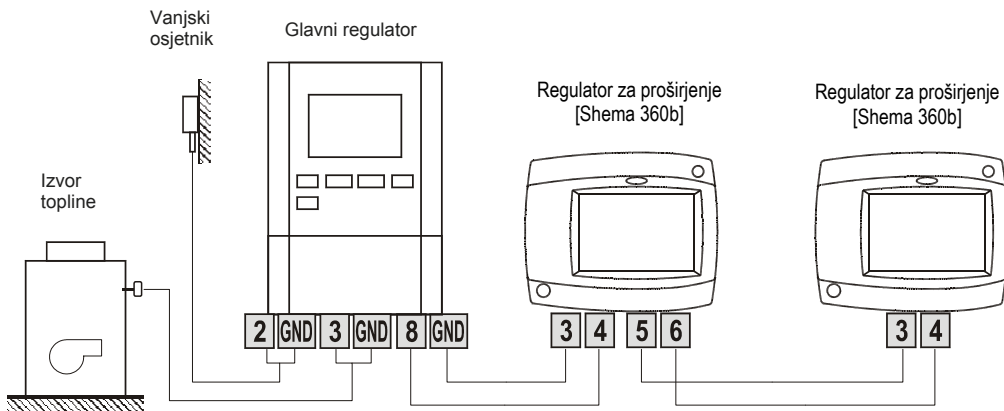 Vanjski
osjetnik
Glavni regulator
Regulator za proširjenje
[Shema 360b]
Regulator za proširjenje
[Shema 360b]
Izvor
topline
2 GND 3 GND 8 GND
3 4 5 6
3 4